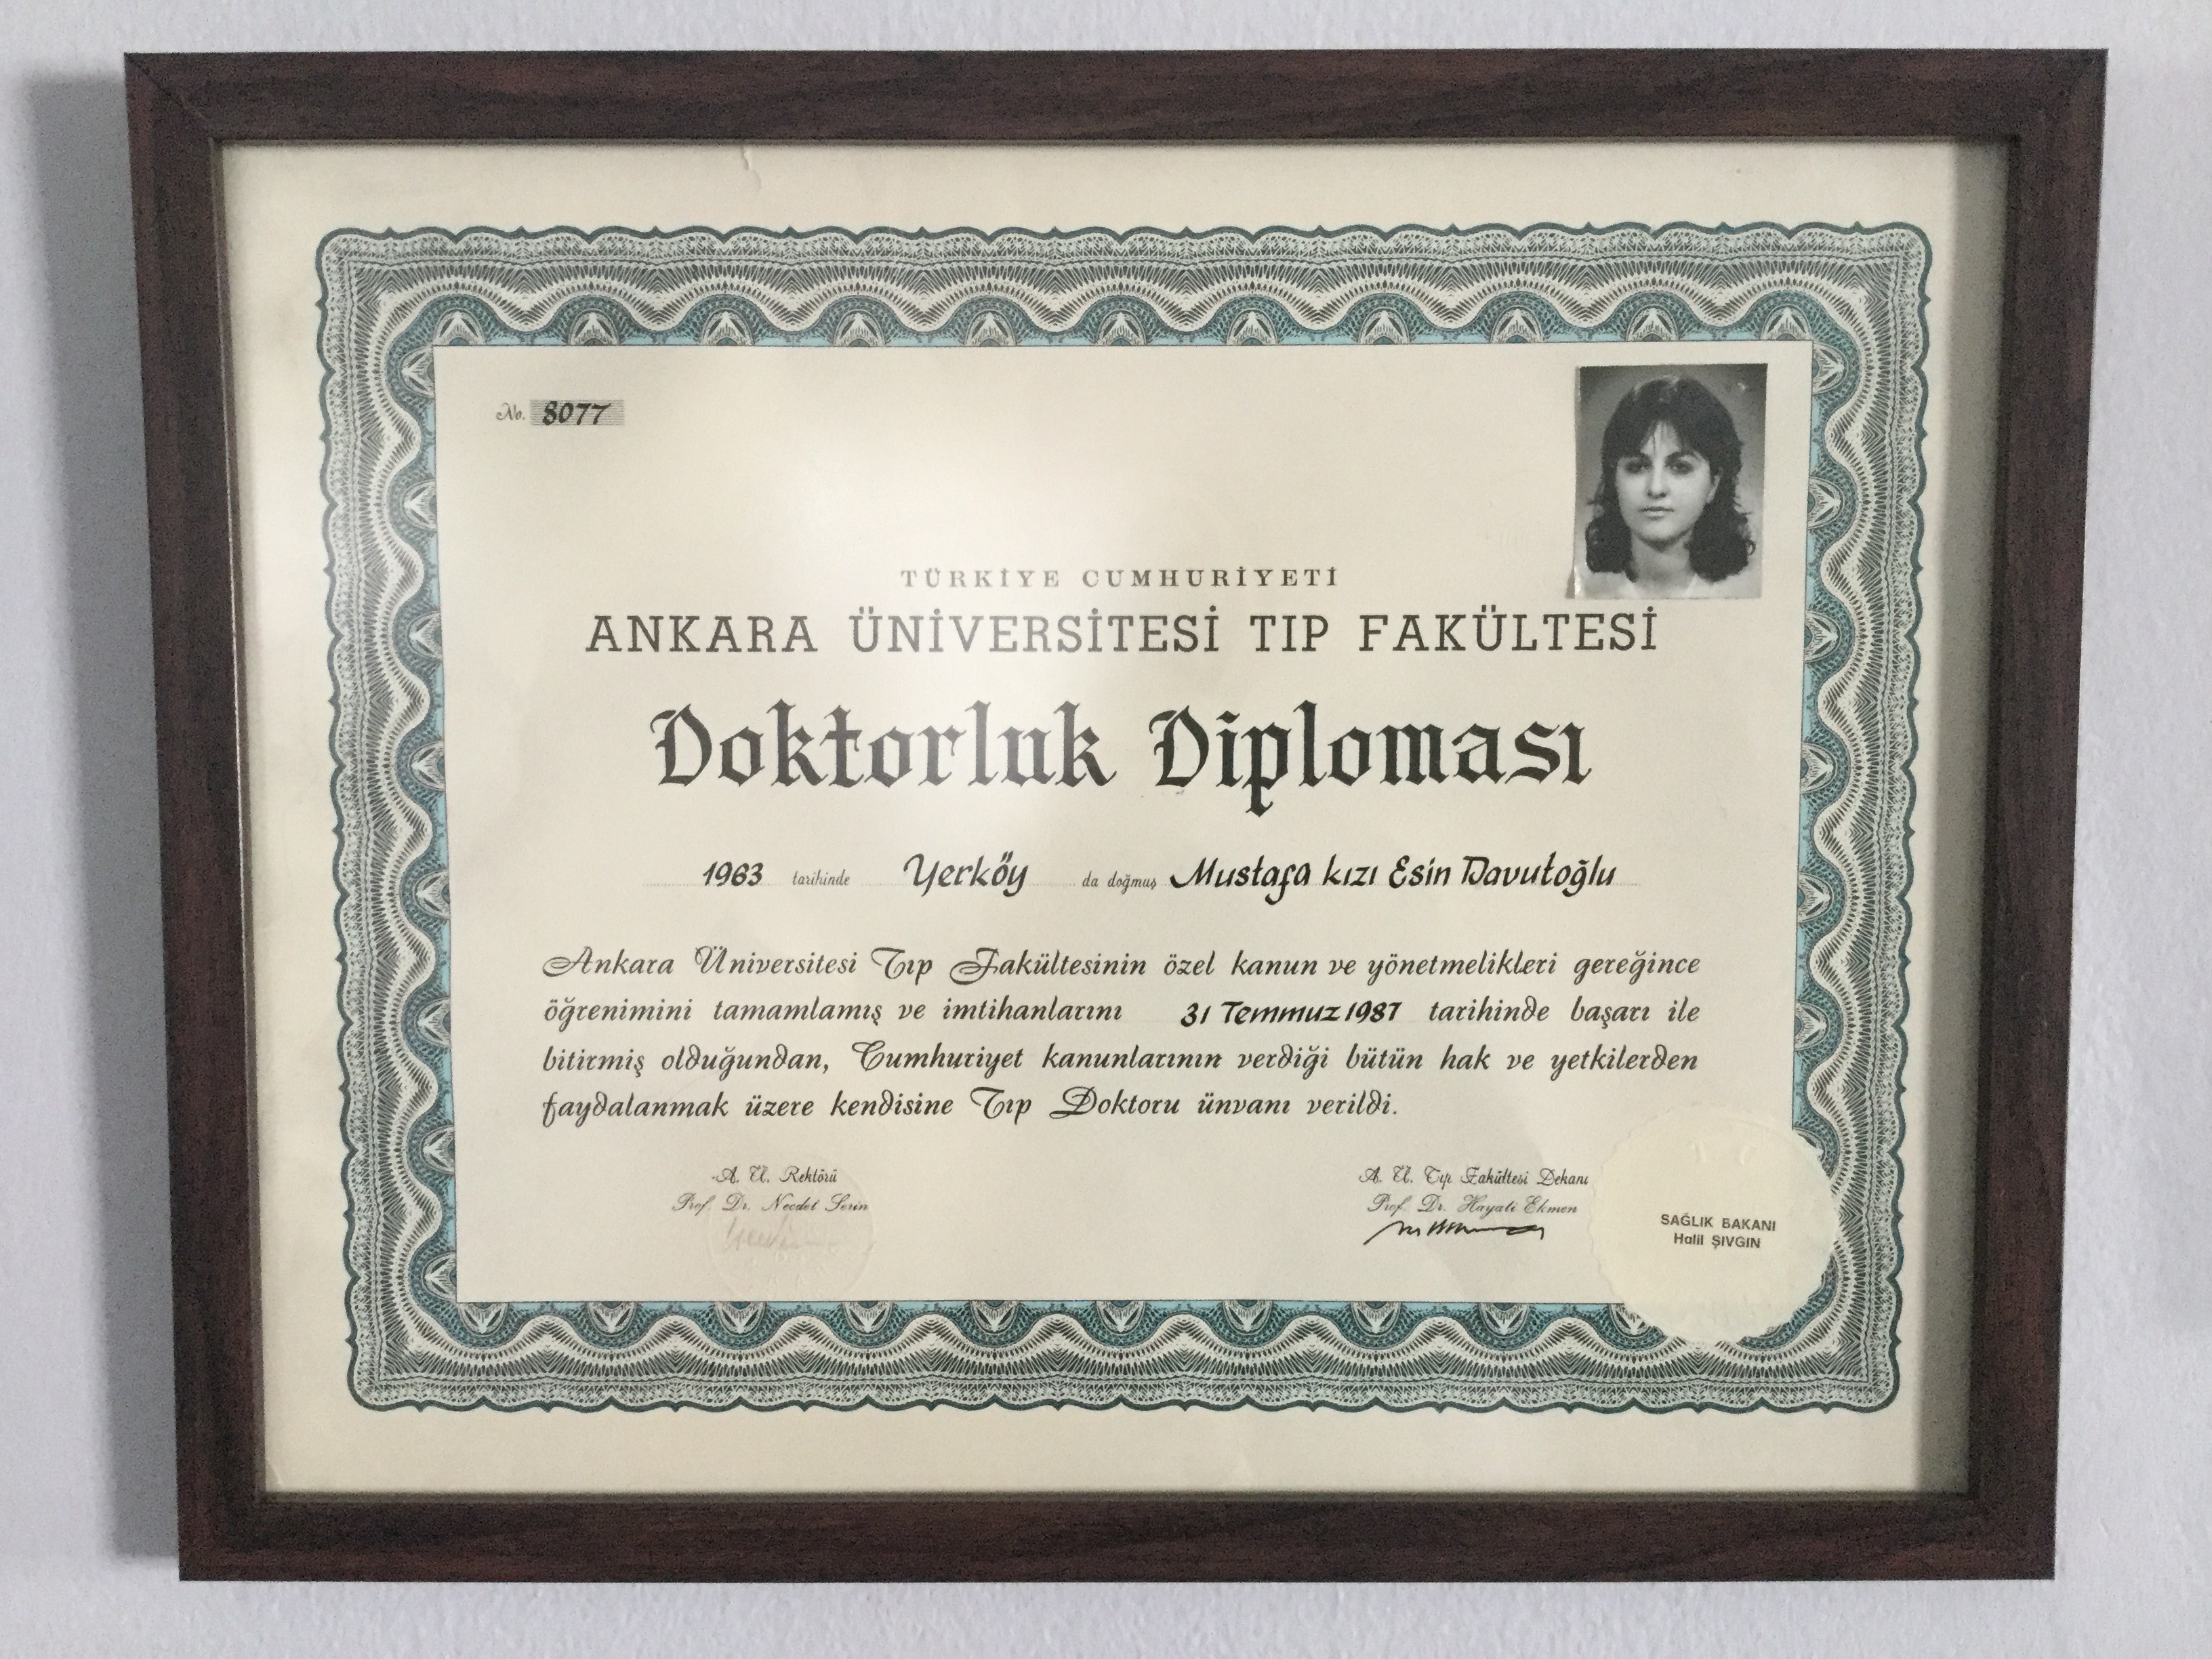 No. 8077
TÜRKİYE CUMHURİYETİ
ANKARA ÜNİVERSİTESİ TIP FAKÜLTESİ
Doktorluk Diploması
1963 tarihinde Yerköy da doğmuş Mustafa kızı Esin Davutoğlu
Ankara Üniversitesi Tıp Fakültesinin özel kanun ve yönetmelikleri gereğince
öğrenimini tamamlamış ve imtihanlarını 31 Temmuz 1987 tarihinde başarı ile
bitirmiş olduğundan, Cumhuriyet kanunlarının verdiği bütün hak ve yetkilerden
faydalanmak üzere kendisine Tıp Doktoru ünvanı verildi.
A. Ü. Rektörü
Prof. Dr. Necdet Serin
A. Ü. Tıp Fakültesi Dekanı
Prof. Dr. Hayati Ekmen
SAĞLIK BAKANI
Halil ŞIVGIN